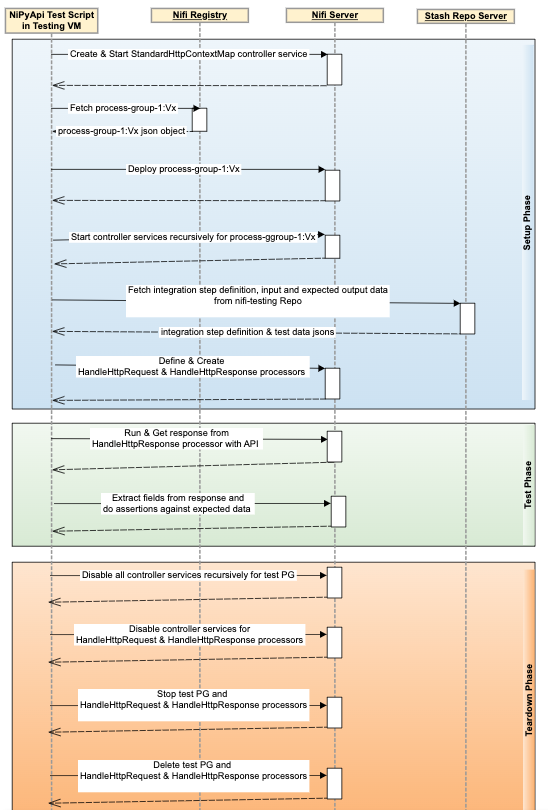 NiPyApi Test Script
in Testing VM
Nifi Registry
Nifi Server
Stash Repo Server
Create & Start StandardHttpContextMap controller service
Fetch process-group-1:Vx
process-group-1:Vx json object
Deploy process-group-1:Vx
Start controller services recursively for process-ggroup-1:Vx
Fetch integration step definition, input and expected output data
from nifi-testing Repo
integration step definition & test data jsons
Define & Create
HandleHttpRequest & HandleHttpResponse processors
Setup Phase
Run & Get response from
HandleHttpResponse processor with API
Extract fields from response and
do assertions against expected data
Test Phase
Disable all controller services recursively for test PG
Disable controller services for
HandleHttpRequest & HandleHttpResponse processors
Stop test PG and
HandleHttpRequest & HandleHttpResponse processors
Delete test PG and
HandleHttpRequest & HandleHttpResponse processors
Teardown Phase